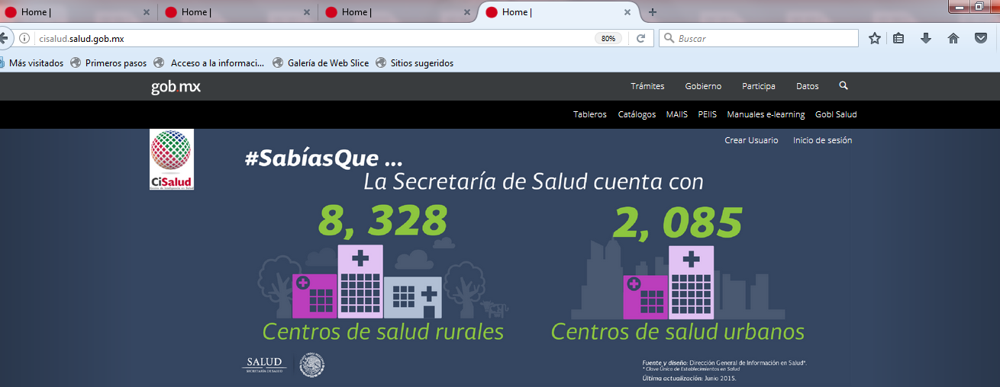 Home |
Home |
Home |
Home |
cisalud.salud.gob.mx
80%
Buscar
Más visitados
Primeros pasos
Acceso a la informaci...
Galería de Web Slice
Sitios sugeridos
gob.mx
Trámites
Gobierno
Participa
Datos
Tableros
Catálogos
MAIIS
PEIIS
Manuales e-learning
GobI Salud
Crear Usuario
Inicio de sesión
CiSalud
#SabíasQue ...
La Secretaría de Salud cuenta con
8, 328
2, 085
Centros de salud rurales
Centros de salud urbanos
SALUD
SECRETARÍA DE SALUD
Fuente y diseño: Dirección General de Información en Salud*.
* Clave Única de Establecimientos en Salud
Última actualización: Junio 2015.